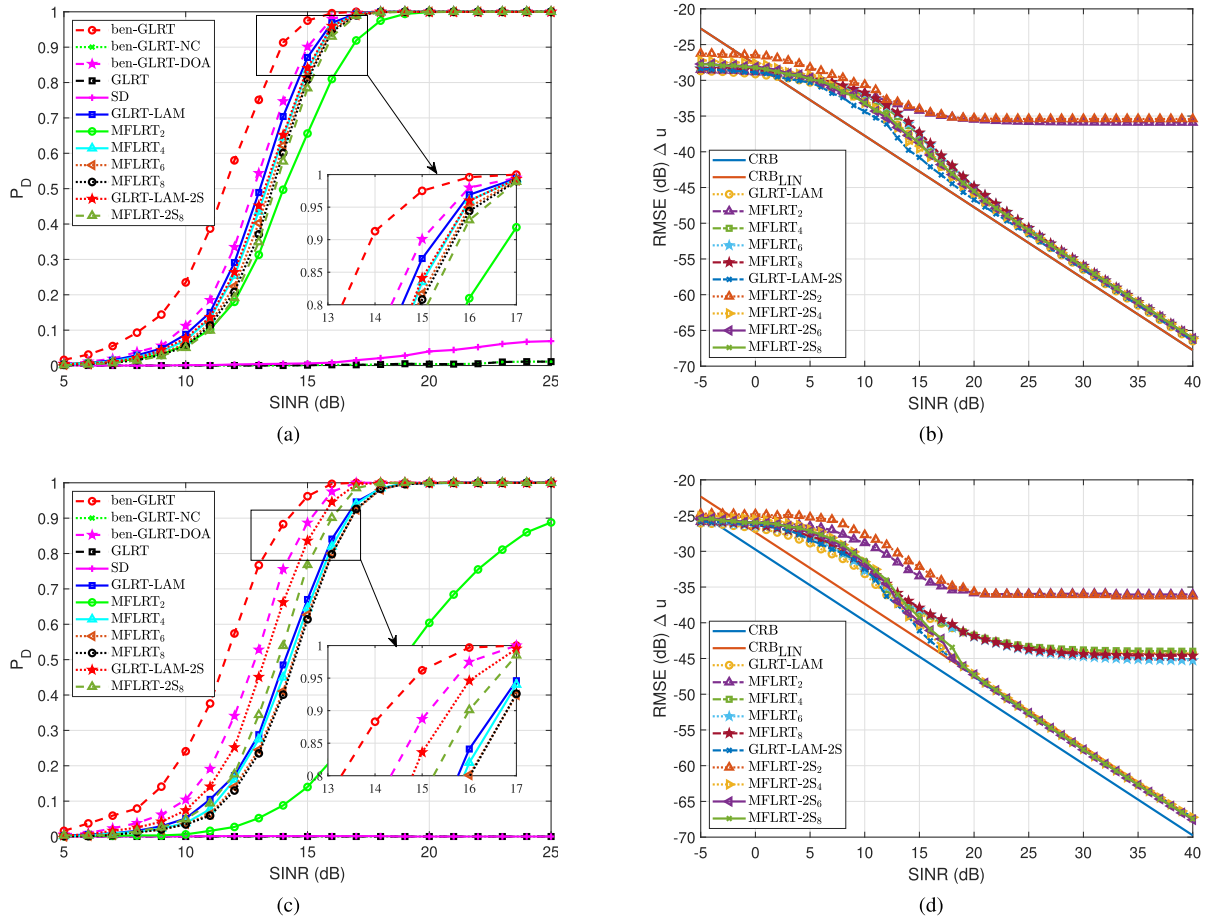 1
0.9
0.8
0.7
0.6
0.5
0.4
0.3
0.2
0.1
0
P_D
ben-GLRT
ben-GLRT-NC
ben-GLRT-DOA
GLRT
SD
GLRT-LAM
MFLRT_2
MFLRT_4
MFLRT_6
MFLRT_8
GLRT-LAM-2S
MFLRT-2S_8
1
0.95
0.9
0.85
0.8
13 14 15 16 17
5 10 15 20 25
SINR (dB)
(a)
-20
-25
-30
-35
-40
-45
-50
-55
-60
-65
-70
RMSE (dB) Δ u
CRB
CRB_LIN
GLRT-LAM
MFLRT_2
MFLRT_4
MFLRT_6
MFLRT_8
GLRT-LAM-2S
MFLRT-2S_2
MFLRT-2S_4
MFLRT-2S_6
MFLRT-2S_8
-5 0 5 10 15 20 25 30 35 40
SINR (dB)
(b)
1
0.9
0.8
0.7
0.6
0.5
0.4
0.3
0.2
0.1
0
P_D
ben-GLRT
ben-GLRT-NC
ben-GLRT-DOA
GLRT
SD
GLRT-LAM
MFLRT_2
MFLRT_4
MFLRT_6
MFLRT_8
GLRT-LAM-2S
MFLRT-2S_8
1
0.95
0.9
0.85
0.8
13 14 15 16 17
5 10 15 20 25
SINR (dB)
(c)
-20
-25
-30
-35
-40
-45
-50
-55
-60
-65
-70
RMSE (dB) Δ u
CRB
CRB_LIN
GLRT-LAM
MFLRT_2
MFLRT_4
MFLRT_6
MFLRT_8
GLRT-LAM-2S
MFLRT-2S_2
MFLRT-2S_4
MFLRT-2S_6
MFLRT-2S_8
-5 0 5 10 15 20 25 30 35 40
SINR (dB)
(d)